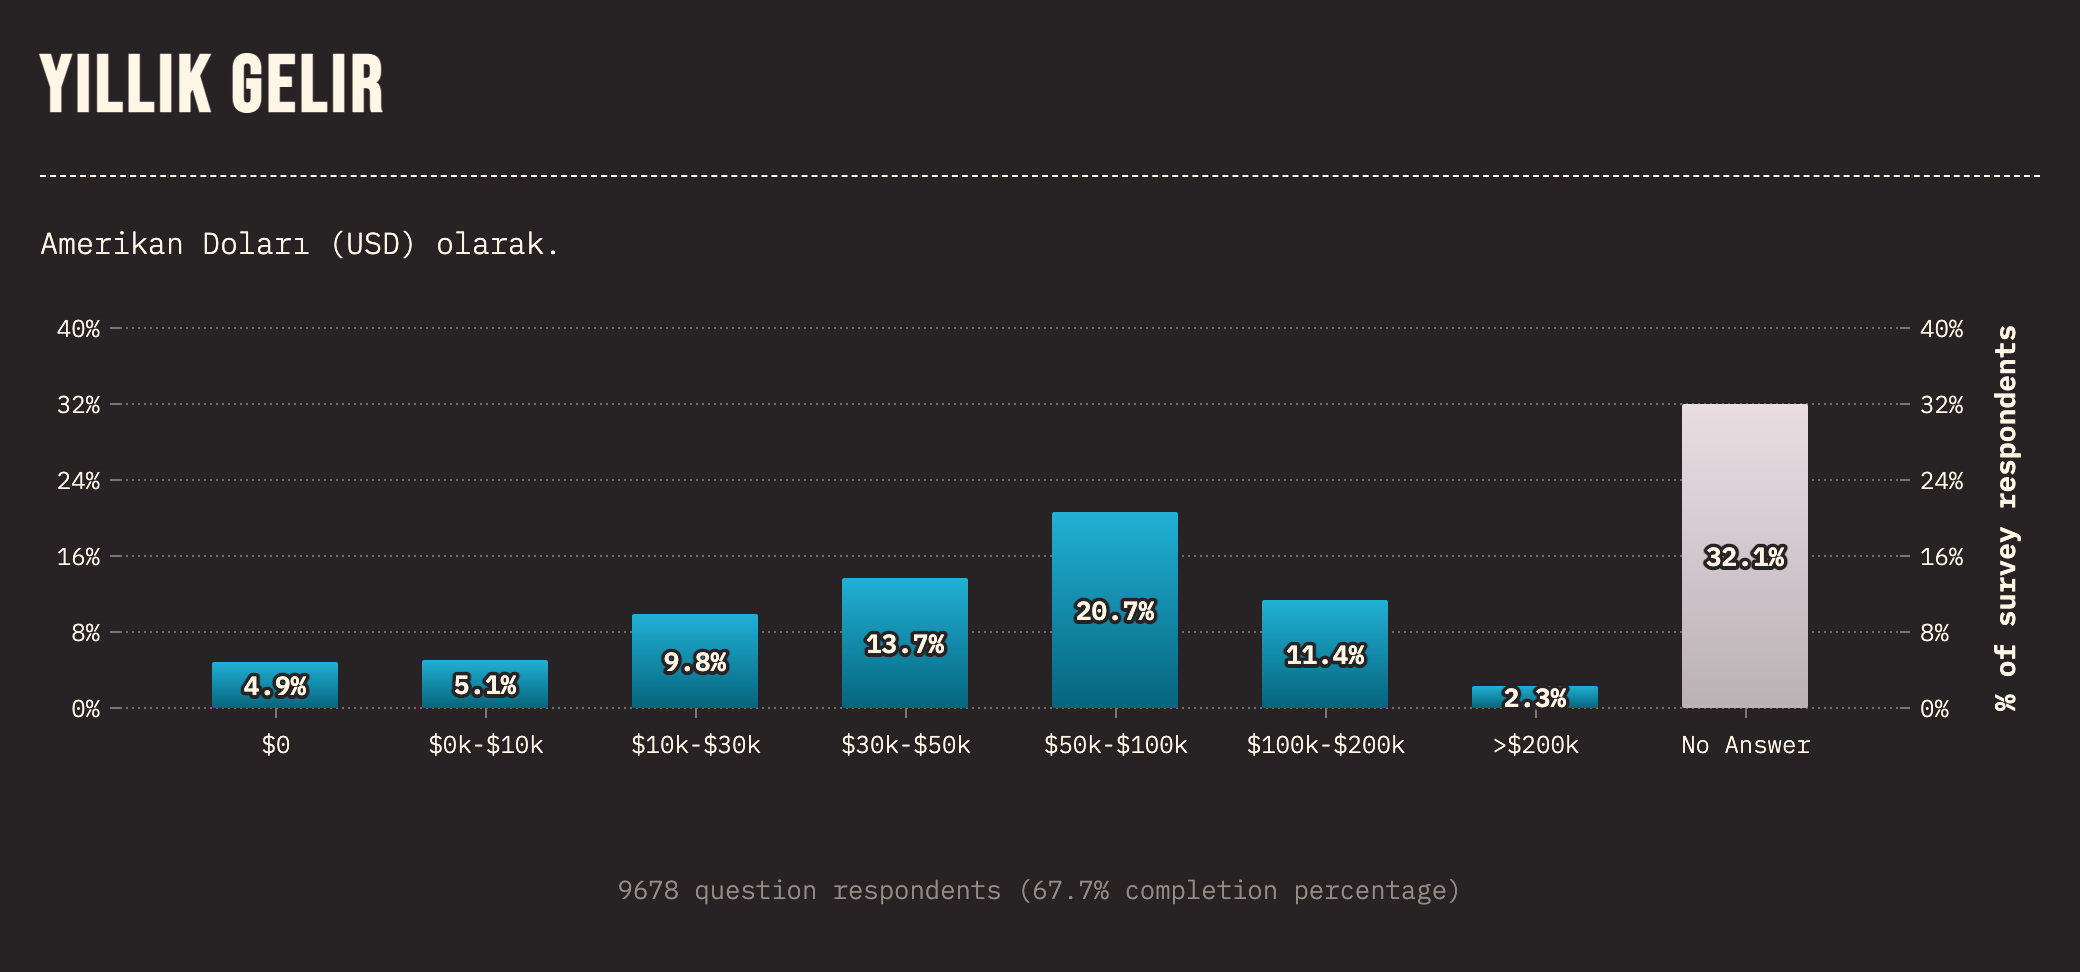 YILLIK GELIR
Amerikan Doları (USD) olarak.
40%
32%
24%
16%
8%
0%
4.9%
5.1%
9.8%
13.7%
20.7%
11.4%
2.3%
32.1%
40%
32%
24%
16%
8%
0%
% of survey respondents
$0
$0k-$10k
$10k-$30k
$30k-$50k
$50k-$100k
$100k-$200k
>$200k
No Answer
9678 question respondents (67.7% completion percentage)